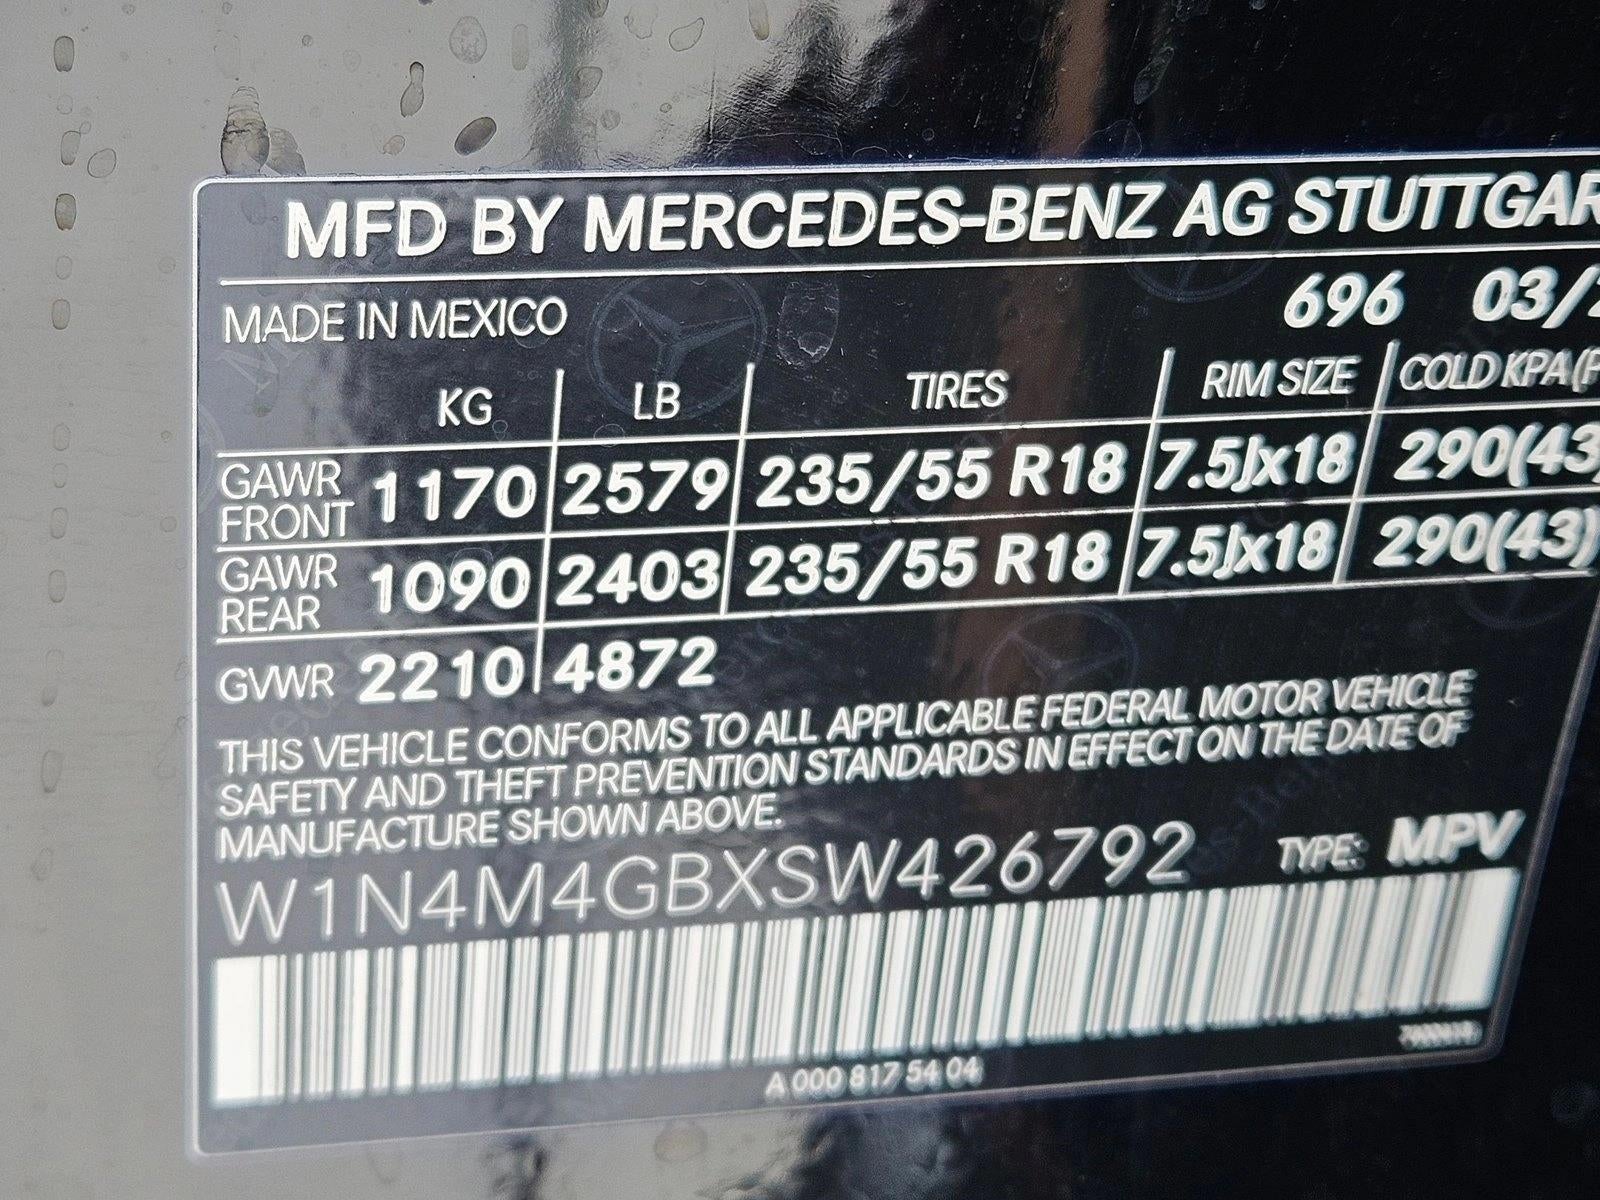 MFD BY MERCEDES-BENZ AG STUTTGAR
MADE IN MEXICO 696 03/2
KG LB TIRES RIM SIZE COLD KPA(P
GAWR FRONT 1170 2579 235/55 R18 7.5Jx18 290(43)
GAWR REAR 1090 2403 235/55 R18 7.5Jx18 290(43)
GVWR 2210 4872
THIS VEHICLE CONFORMS TO ALL APPLICABLE FEDERAL MOTOR VEHICLE
SAFETY AND THEFT PREVENTION STANDARDS IN EFFECT ON THE DATE OF
MANUFACTURE SHOWN ABOVE.
W1N4M4GBXSW426792 TYPE: MPV
A 000 817 54 04